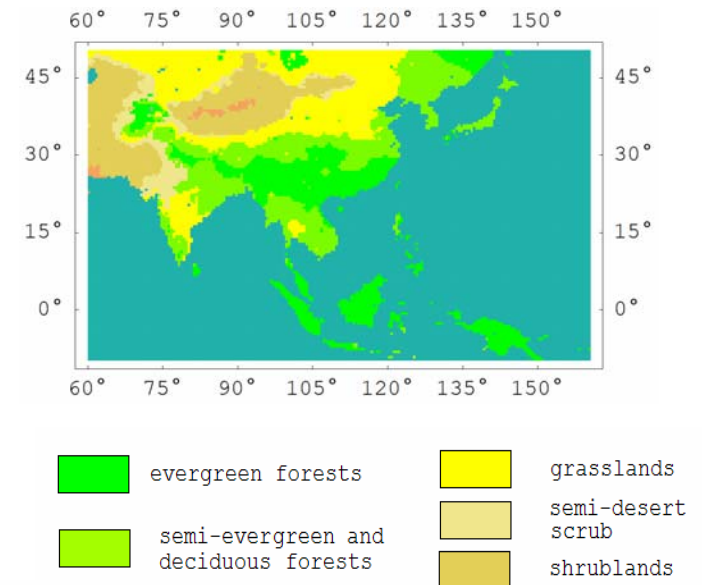 60° 75° 90° 105° 120° 135° 150°
45° 45°
30° 30°
15° 15°
0° 0°
60° 75° 90° 105° 120° 135° 150°
evergreen forests
semi-evergreen and
deciduous forests
grasslands
semi-desert
scrub
shrublands